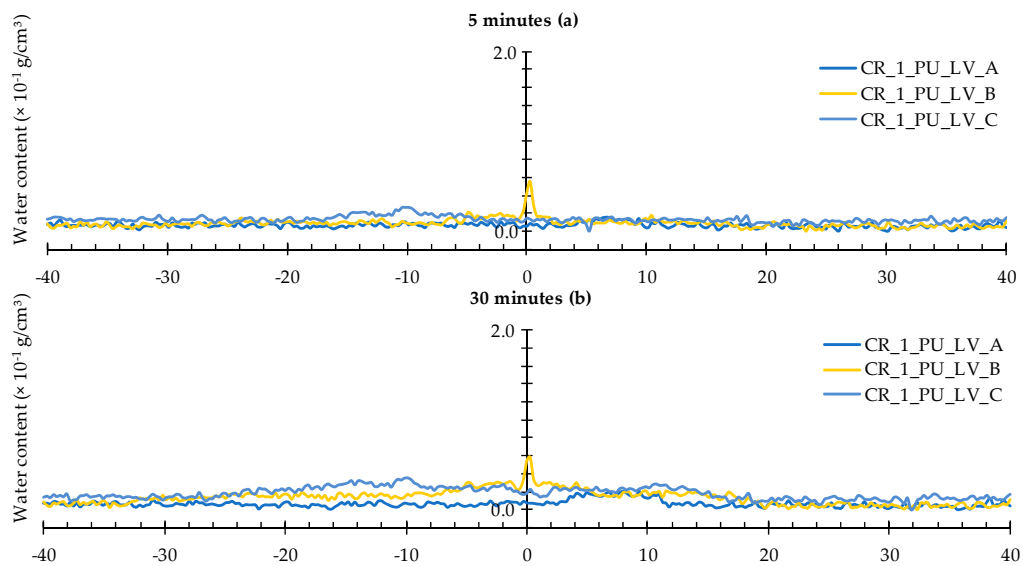 5 minutes (a)
Water content (× 10⁻¹ g/cm³)
2.0
CR_1_PU_LV_A
CR_1_PU_LV_B
CR_1_PU_LV_C
0.0
-40 -30 -20 -10 0 10 20 30 40
30 minutes (b)
Water content (× 10⁻¹ g/cm³)
2.0
CR_1_PU_LV_A
CR_1_PU_LV_B
CR_1_PU_LV_C
0.0
-40 -30 -20 -10 0 10 20 30 40